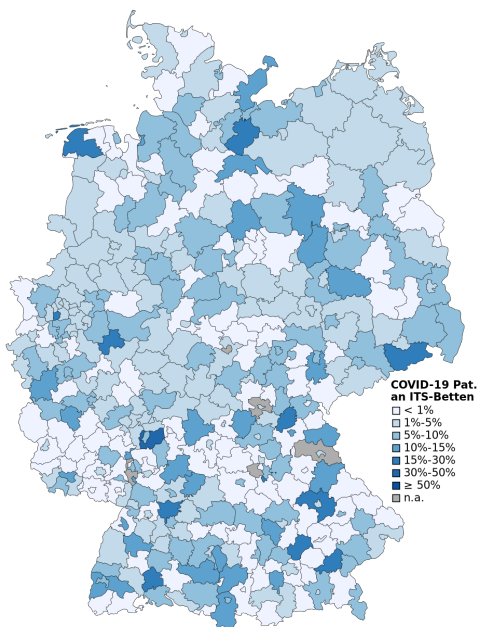 COVID-19 Pat.
an ITS-Betten
< 1%
1%-5%
5%-10%
10%-15%
15%-30%
30%-50%
≥ 50%
n.a.